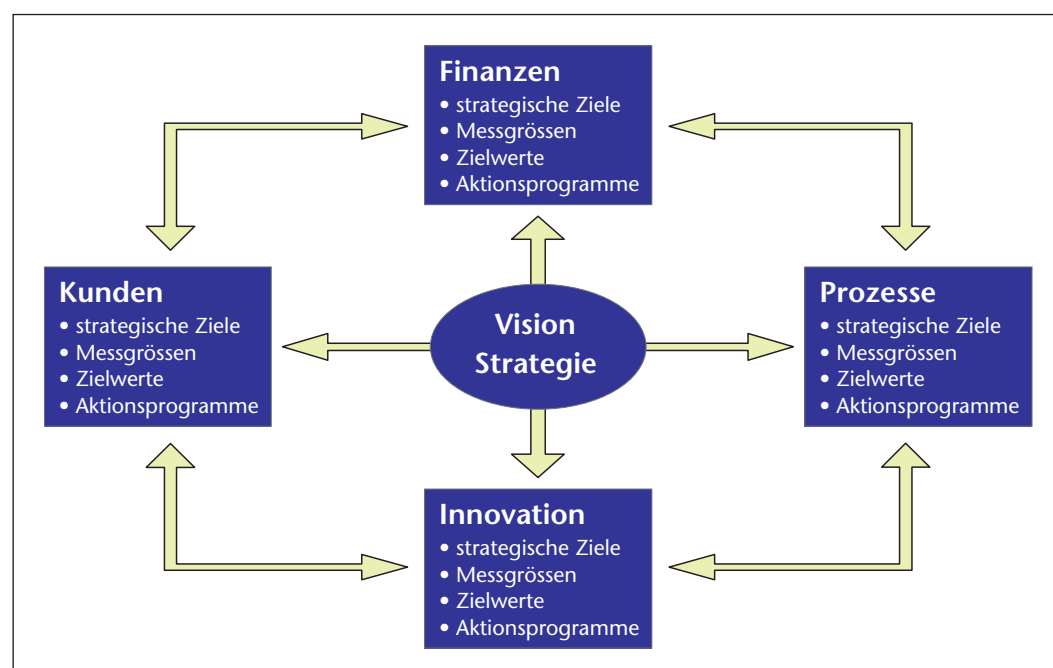 Finanzen
• strategische Ziele
• Messgrössen
• Zielwerte
• Aktionsprogramme
Kunden
• strategische Ziele
• Messgrössen
• Zielwerte
• Aktionsprogramme
Vision
Strategie
Prozesse
• strategische Ziele
• Messgrössen
• Zielwerte
• Aktionsprogramme
Innovation
• strategische Ziele
• Messgrössen
• Zielwerte
• Aktionsprogramme